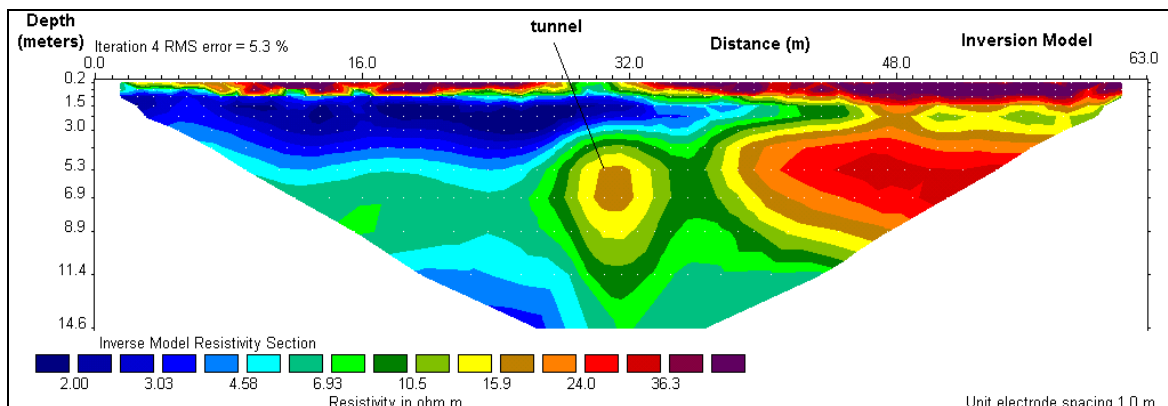 Depth
(meters)
Iteration 4 RMS error = 5.3 %
tunnel
Distance (m)
Inversion Model
0.0 16.0 32.0 48.0 63.0
0.2
1.5
3.0
5.3
6.9
8.9
11.4
14.6
Inverse Model Resistivity Section
2.00 3.03 4.58 6.93 10.5 15.9 24.0 36.3
Resistivity in ohm.m
Unit electrode spacing 1.0 m